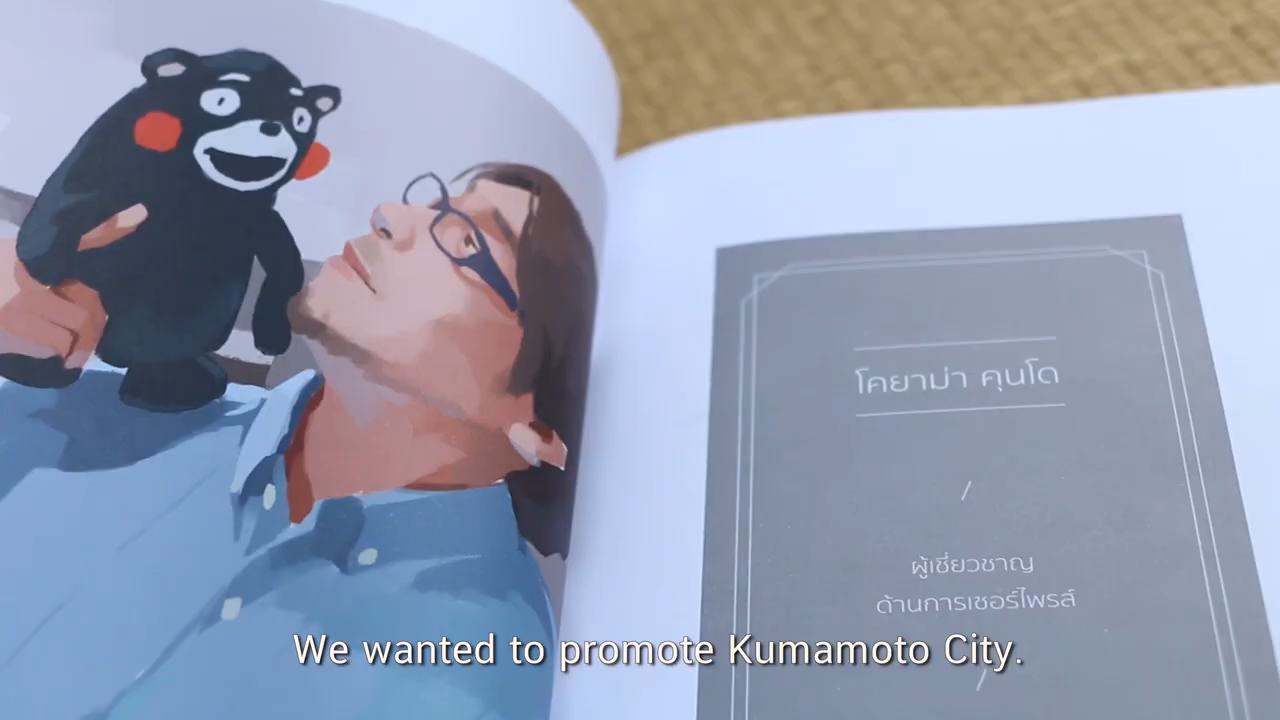 โคยาม่า คุนโด
/
ผู้เชี่ยวชาญ
ด้านการเซอร์ไพรส์
/
We wanted to promote Kumamoto City.